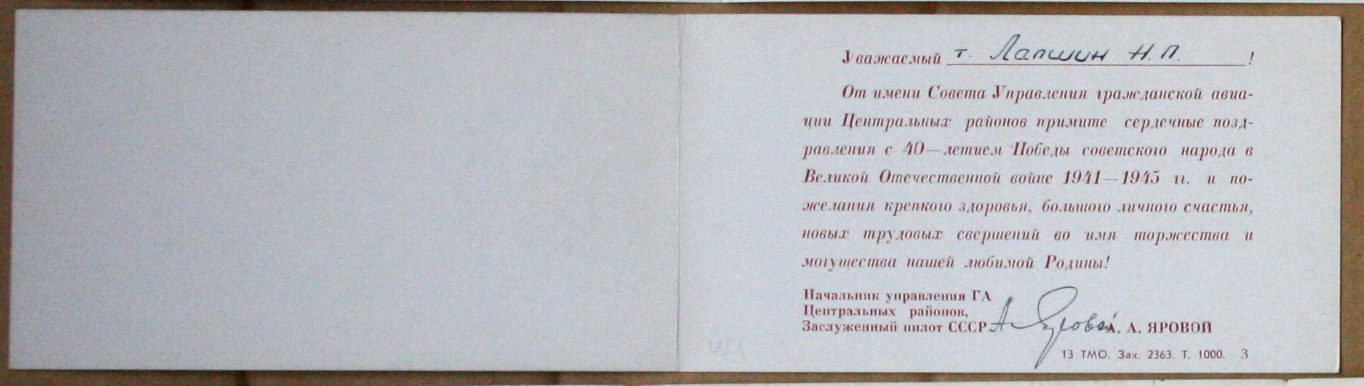 Уважаемый т. Лапшин Н.П. !
От имени Совета Управления гражданской авиа-
ции Центральных районов примите сердечные позд-
равления с 40—летием Победы советского народа в
Великой Отечественной войне 1941—1945 гг. и по-
желания крепкого здоровья, большого личного счастья,
новых трудовых свершений во имя торжества и
могущества нашей любимой Родины!
Начальник управления ГА
Центральных районов,
Заслуженный пилот СССР А. Яровой А. А. ЯРОВОЙ
13 ТМО. Зак. 2363. Т. 1000. 3